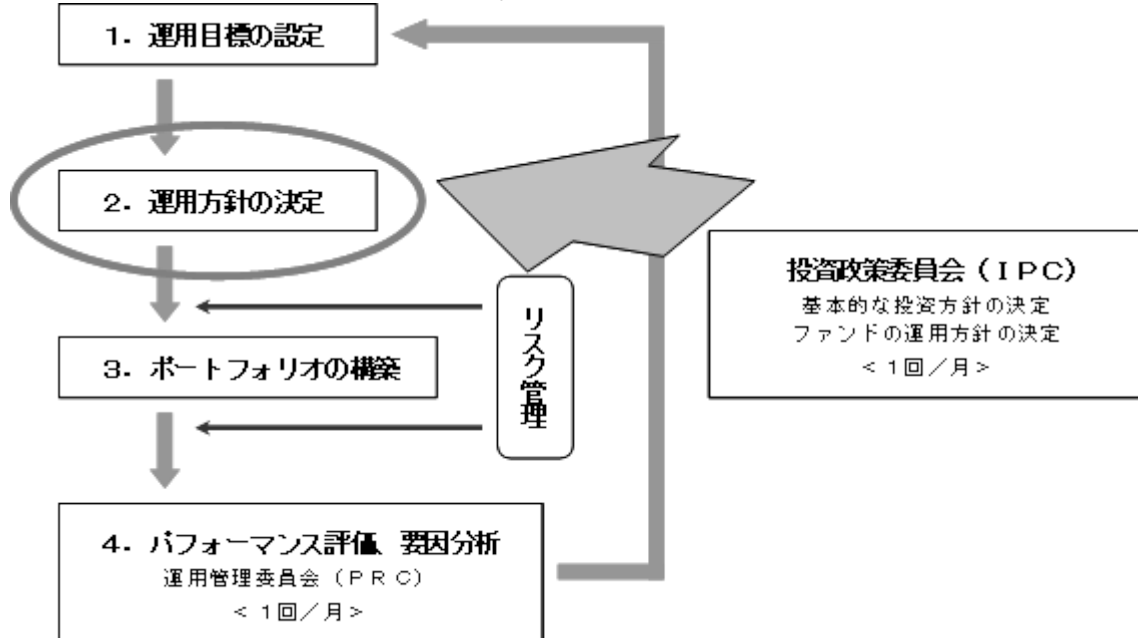 １．運用目標の設定
２．運用方針の決定
投資政策委員会（ＩＰＣ）
基本的な投資方針の決定
ファンドの運用方針の決定
＜１回／月＞
リスク管理
３．ポートフォリオの構築
４．パフォーマンス評価、要因分析
運用管理委員会（ＰＲＣ）
＜１回／月＞